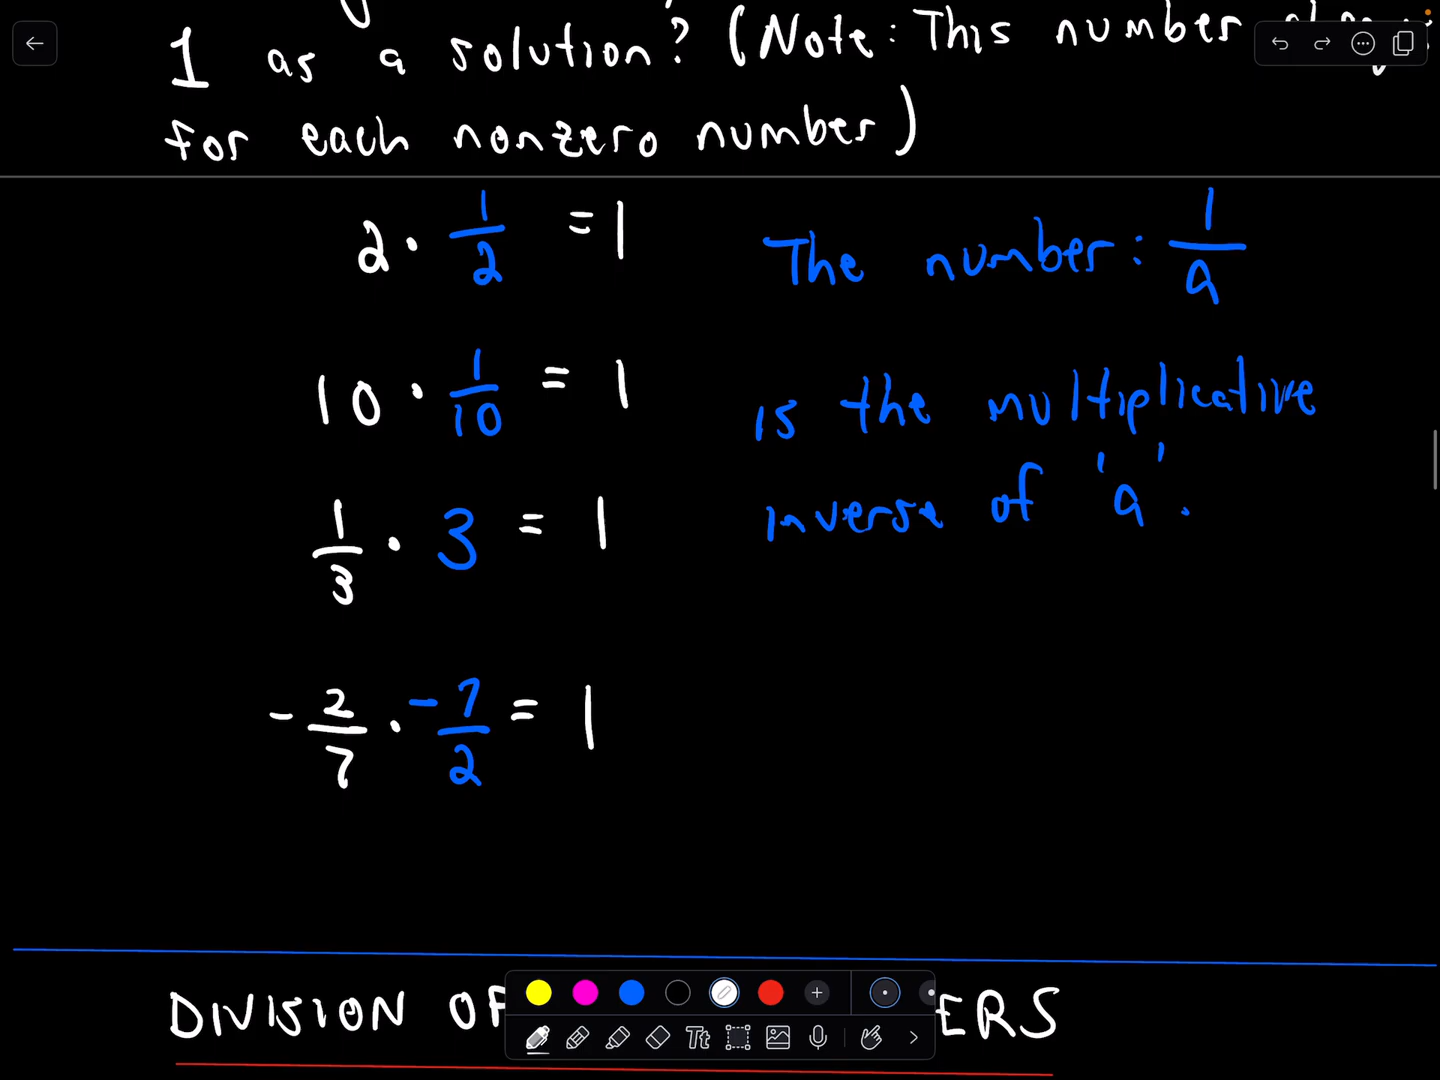 1 as a solution? (Note: This number
for each nonzero number)
2 · 1/2 = 1
The number: 1/a
10 · 1/10 = 1
is the multiplicative
inverse of 'a'.
1/3 · 3 = 1
-2/7 · -7/2 = 1
DIVISION OF ERS
Tt